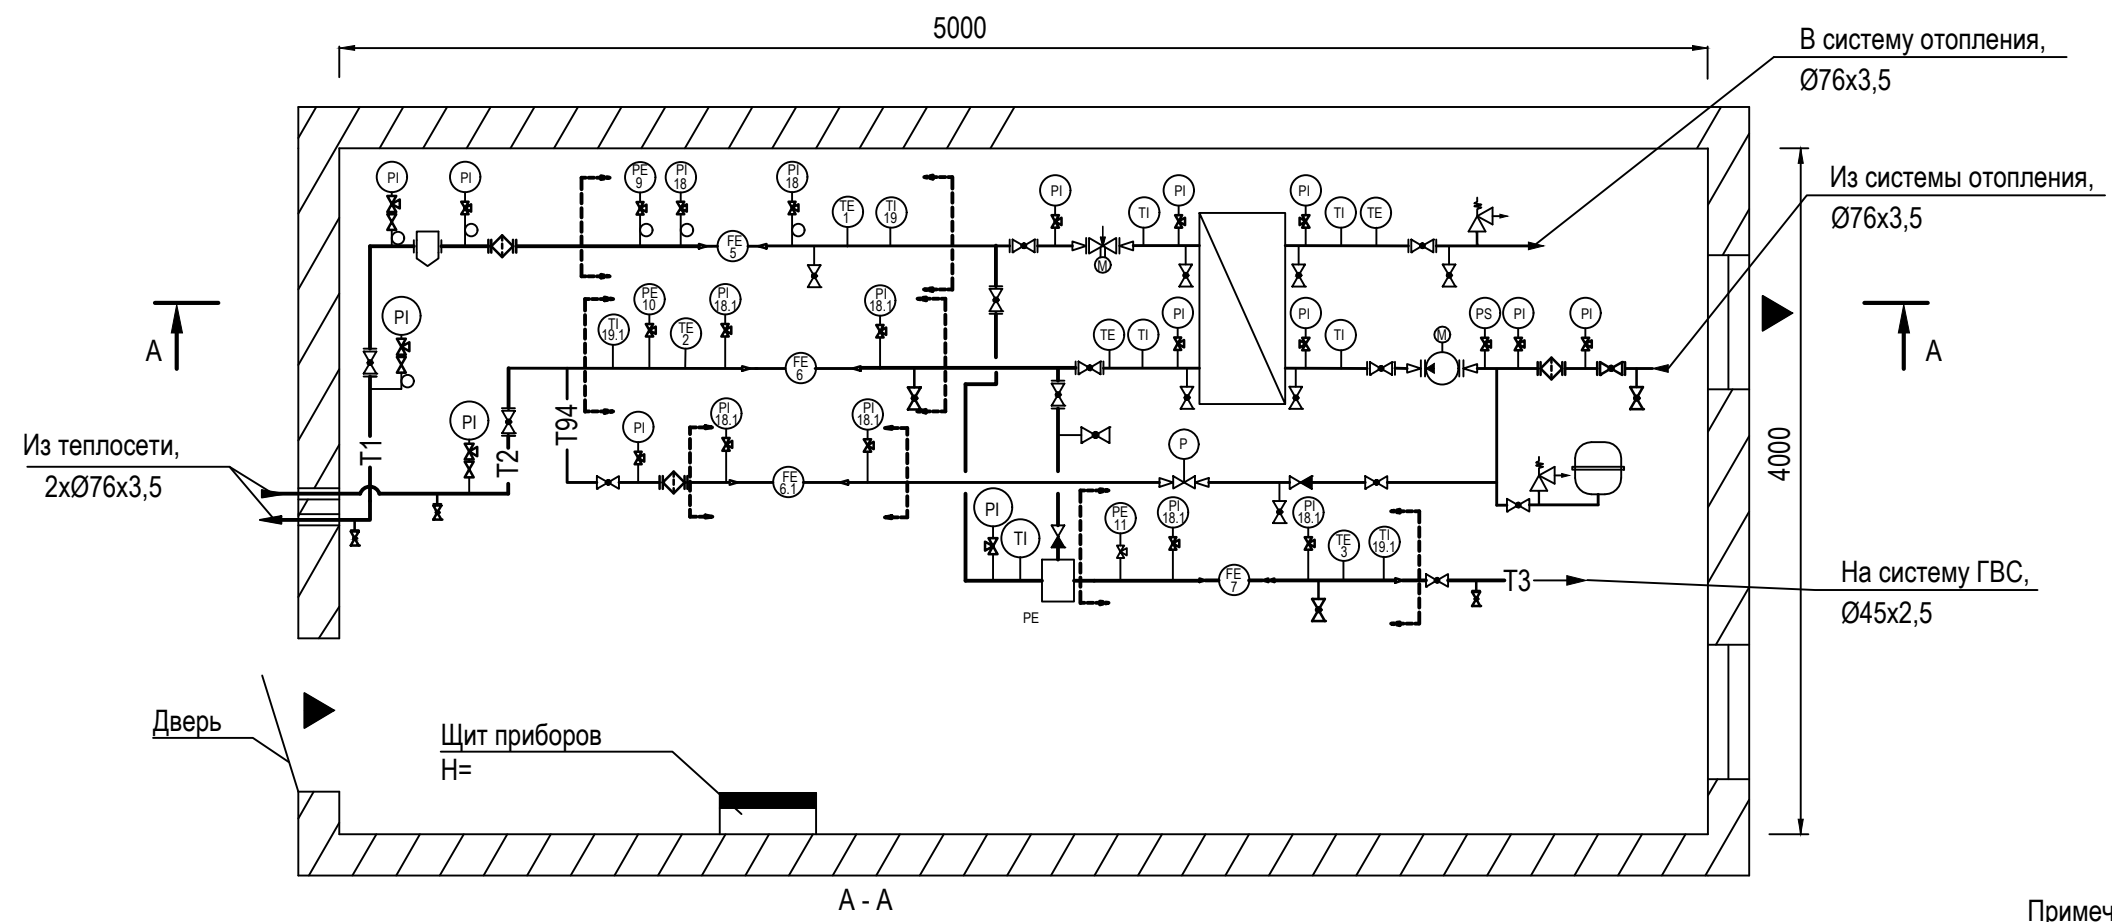 5000
В систему отопления,
Ø76x3,5
Из системы отопления,
Ø76x3,5
PI
PI
PE 9
PI 18
PI 18
TE 1
TI 19
FE 5
PI
TI
PI
M
PI
TI
TE
А
А
PI
TI 19.1
PE 10
TE 2
PI 18.1
FE 6
PI 18.1
TE
TI
PI
PI
TI
M
PS
PI
PI
4000
Из теплосети,
2xØ76x3,5
T1
PI
T2
T94
PI
PI 18.1
FE 6.1
PI 18.1
P
PI
TI
PE
PE 11
PI 18.1
FE 7
PI 18.1
TE 3
TI 19.1
T3
На систему ГВС,
Ø45x2,5
Дверь
Щит приборов
H=
А - А
Примеч